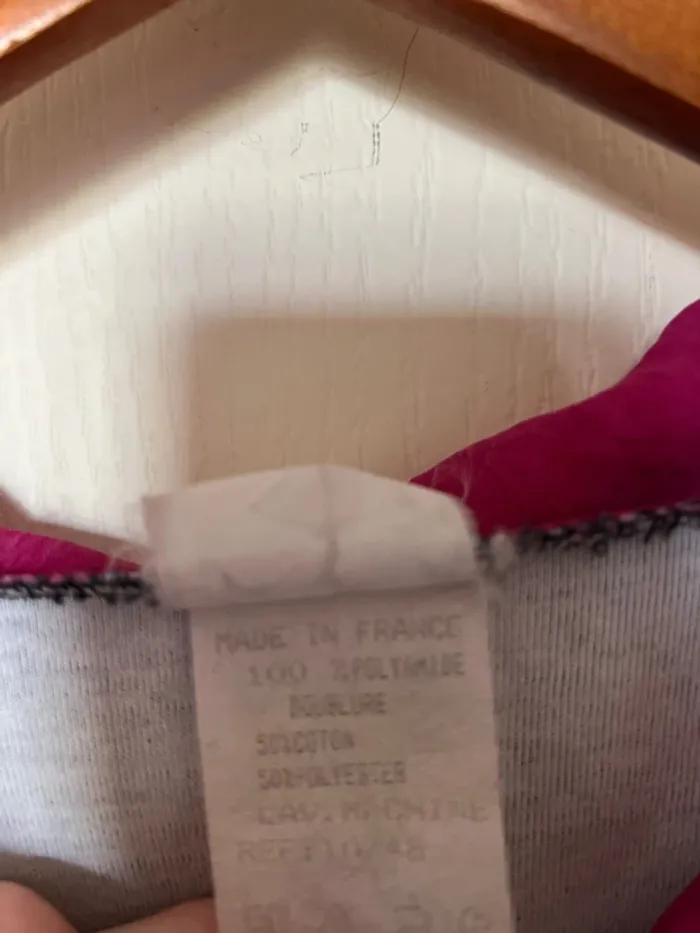 MADE IN FRANCE
100 %POLYAMIDE
DOUBLURE
50%COTON
50%POLYESTER
LAV.MACHINE